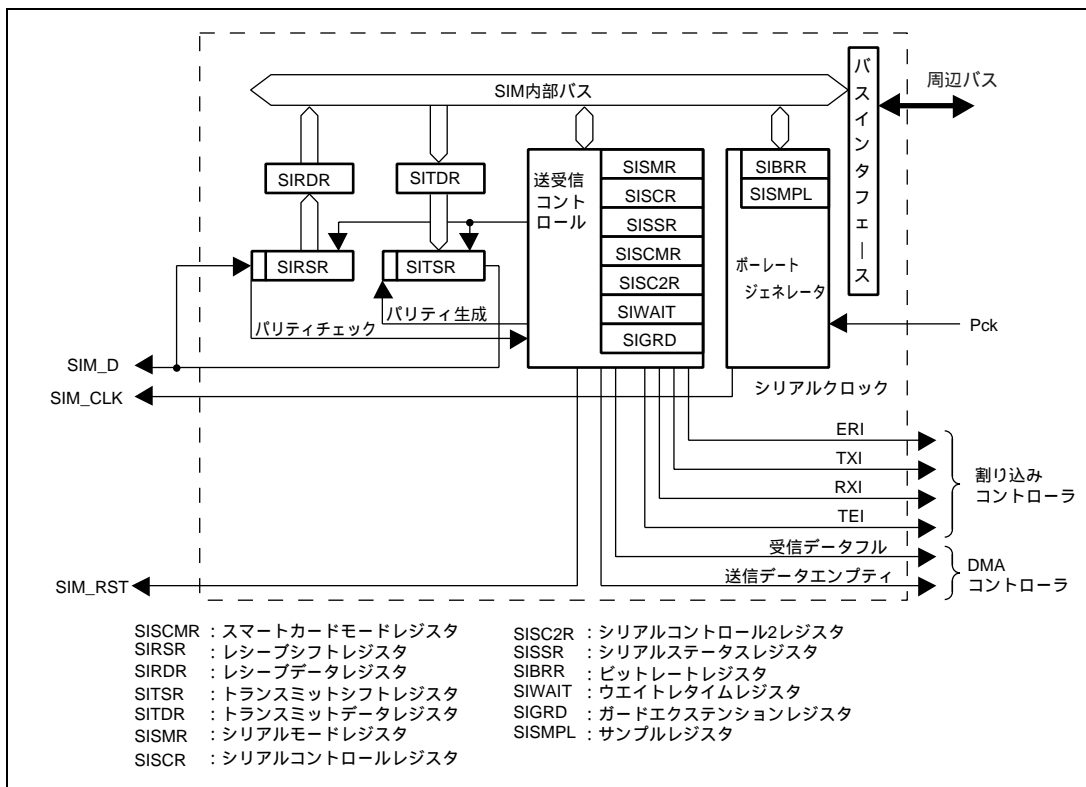 SIM内部バス
バスインタフェース
周辺バス
SIRDR
SITDR
送受信
コント
ロール
SISMR
SISCR
SISSR
SISCMR
SISC2R
SIWAIT
SIGRD
SIBRR
SISMPL
ボーレート
ジェネレータ
SIRSR
SITSR
パリティ生成
パリティチェック
Pck
SIM_D
SIM_CLK
シリアルクロック
ERI
TXI
RXI
TEI
割り込み
コントローラ
受信データフル
送信データエンプティ
DMA
コントローラ
SIM_RST
SISCMR :スマートカードモードレジスタ
SIRSR :レシーブシフトレジスタ
SIRDR :レシーブデータレジスタ
SITSR :トランスミットシフトレジスタ
SITDR :トランスミットデータレジスタ
SISMR :シリアルモードレジスタ
SISCR :シリアルコントロールレジスタ
SISC2R :シリアルコントロール2レジスタ
SISSR :シリアルステータスレジスタ
SIBRR :ビットレートレジスタ
SIWAIT :ウエイトレタイムレジスタ
SIGRD :ガードエクステンションレジスタ
SISMPL :サンプルレジスタ